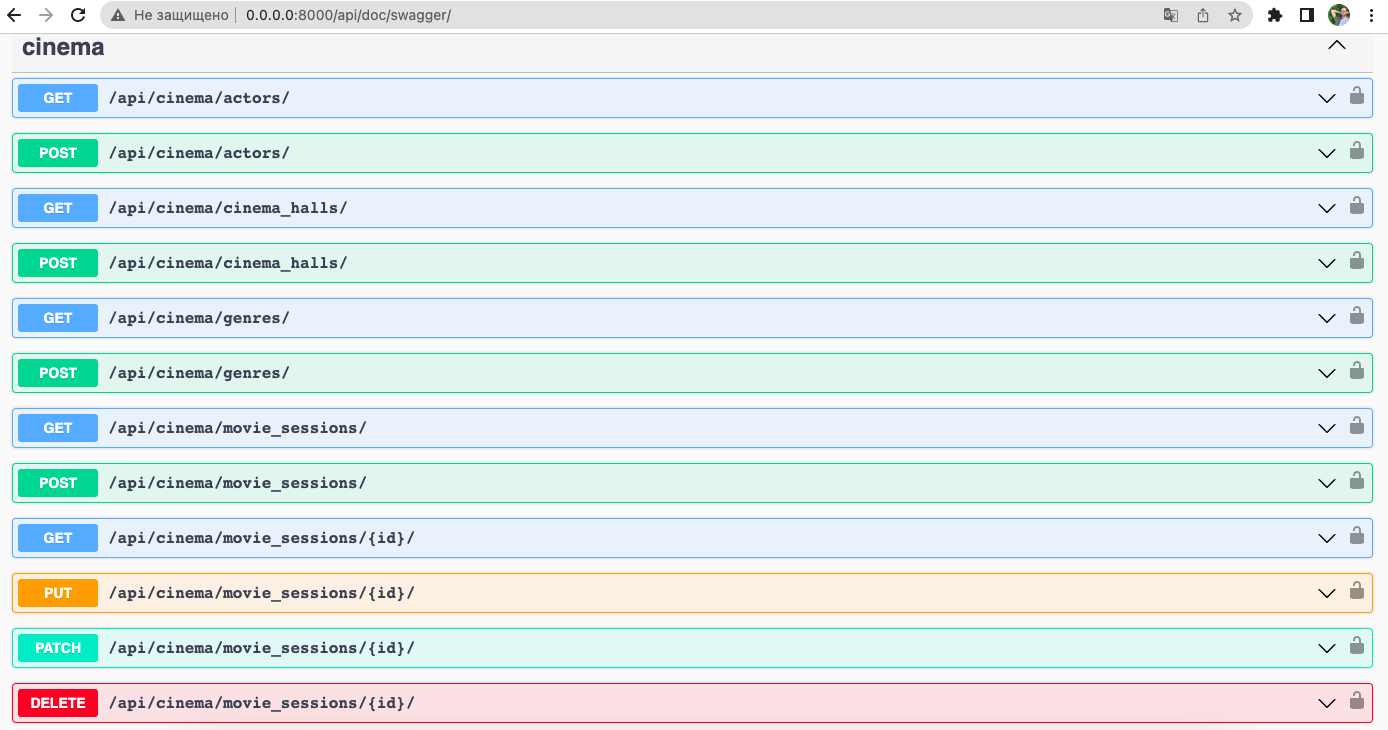 Не защищено 0.0.0.0:8000/api/doc/swagger/
cinema
GET /api/cinema/actors/
POST /api/cinema/actors/
GET /api/cinema/cinema_halls/
POST /api/cinema/cinema_halls/
GET /api/cinema/genres/
POST /api/cinema/genres/
GET /api/cinema/movie_sessions/
POST /api/cinema/movie_sessions/
GET /api/cinema/movie_sessions/{id}/
PUT /api/cinema/movie_sessions/{id}/
PATCH /api/cinema/movie_sessions/{id}/
DELETE /api/cinema/movie_sessions/{id}/